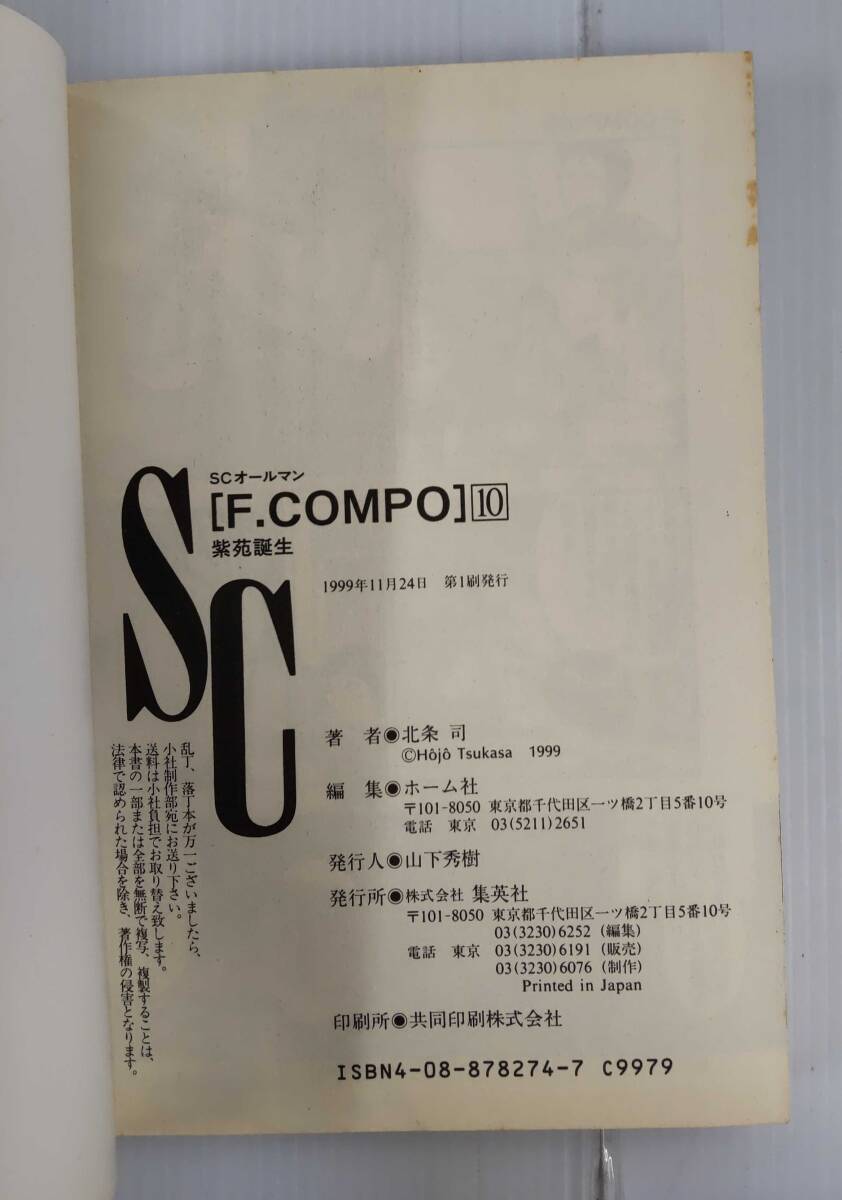 SC
SCオールマン
[F.COMPO]10
紫苑誕生
1999年11月24日 第1刷発行
著 者◉北条 司
©Hôjô Tsukasa 1999
編 集◉ホーム社
〒101-8050 東京都千代田区一ツ橋2丁目5番10号
電話 東京 03(5211)2651
発行人◉山下秀樹
発行所◉株式会社 集英社
〒101-8050 東京都千代田区一ツ橋2丁目5番10号
03(3230)6252 (編集)
電話 東京 03(3230)6191 (販売)
03(3230)6076 (制作)
Printed in Japan
印刷所◉共同印刷株式会社
ISBN4-08-878274-7 C9979
乱丁、落丁本が万一ございましたら、
小社制作部宛にお送り下さい。
送料は小社負担でお取り替え致します。
本書の一部または全部を無断で複写、複製することは、
法律で認められた場合を除き、著作権の侵害となります。